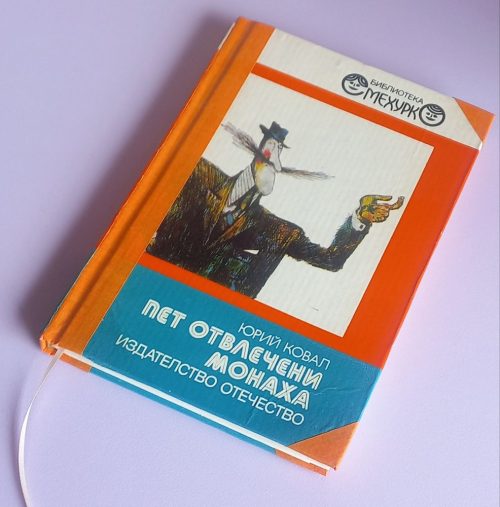 БИБЛИОТЕКА
СМЕХУРКО
ЮРИЙ КОВАЛ
ПЕТ ОТВЛЕЧЕНИ
МОНАХА
ИЗДАТЕЛСТВО ОТЕЧЕСТВО